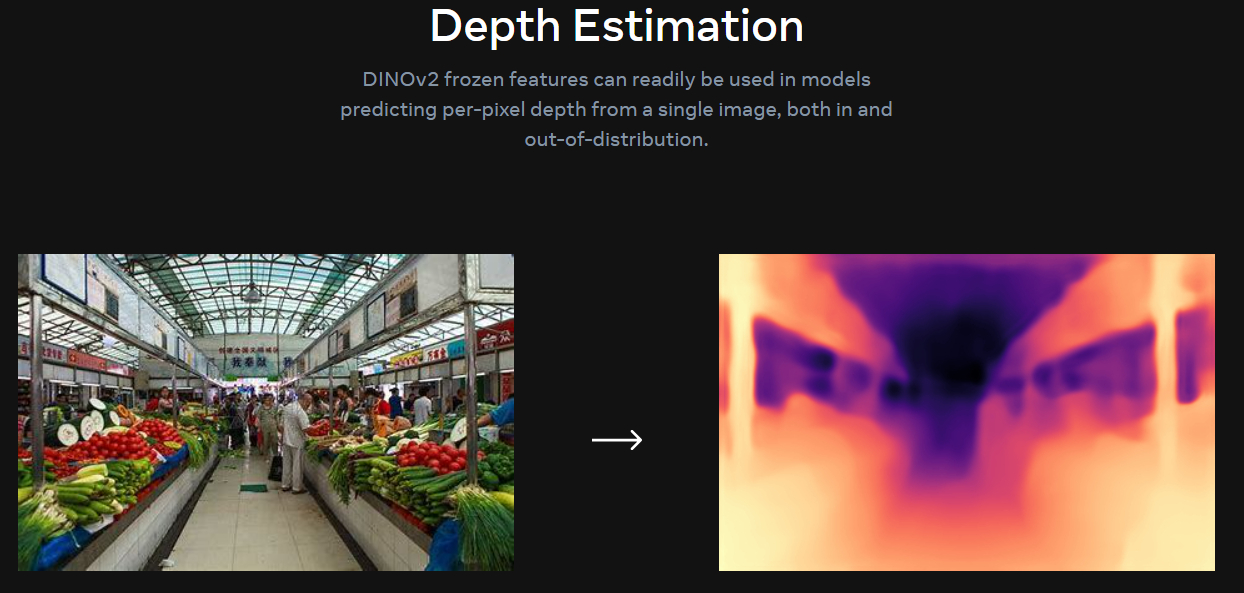 Depth Estimation
DINOv2 frozen features can readily be used in models
predicting per-pixel depth from a single image, both in and
out-of-distribution.